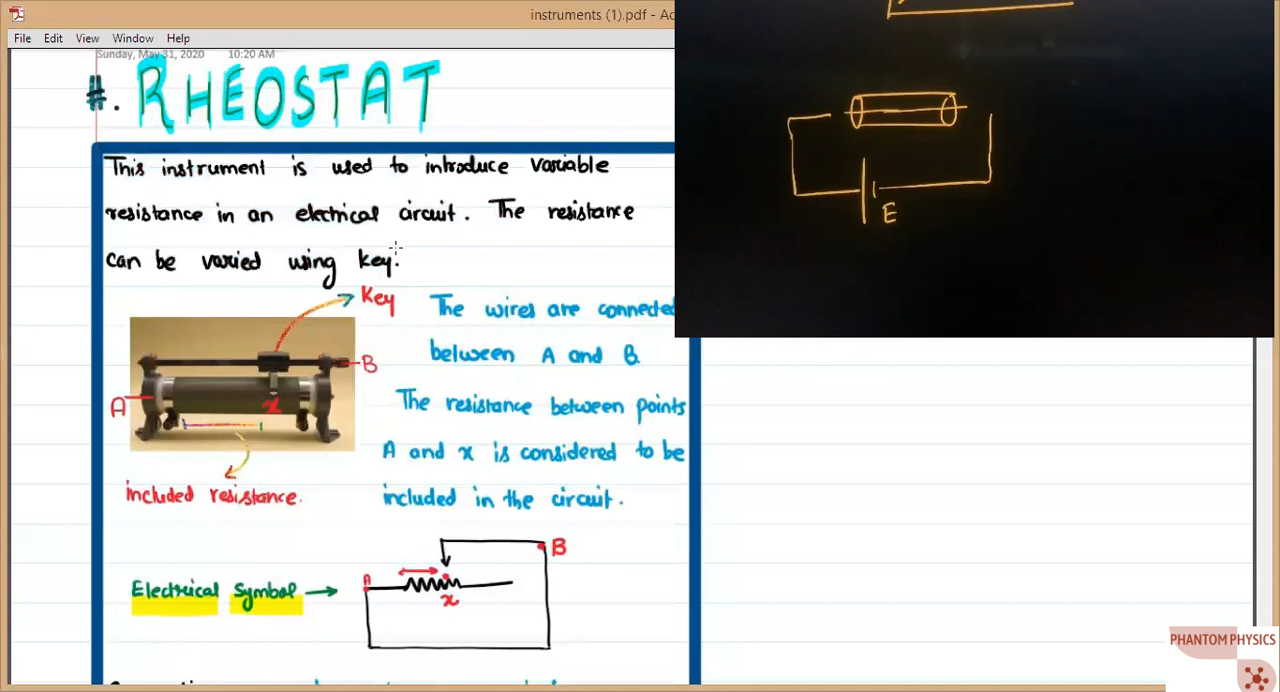 instruments (1).pdf - Ac
File Edit View Window Help
Sunday, May 31, 2020 10:20 AM
#. RHEOSTAT
This instrument is used to introduce variable
resistance in an electrical circuit. The resistance
can be varied using key.
Key
The wires are connected
between A and B.
B
A
x
The resistance between points
A and x is considered to be
included in the circuit.
included resistance.
Electrical Symbol →
A
x
B
E
PHANTOM PHYSICS